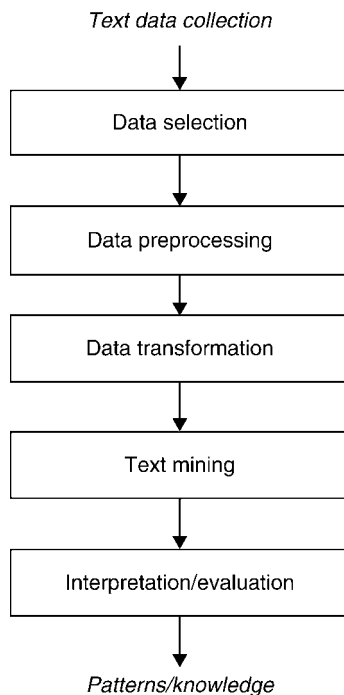 Text data collection
Data selection
Data preprocessing
Data transformation
Text mining
Interpretation/evaluation
Patterns/knowledge